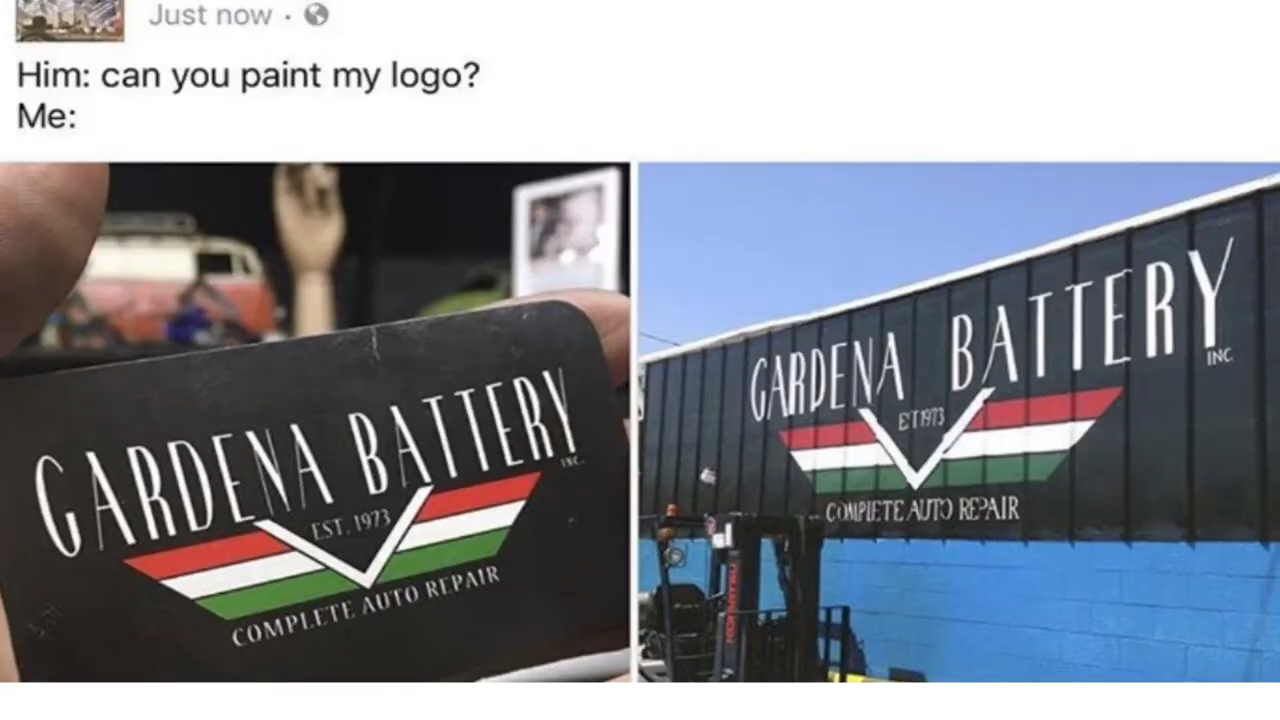 Just now ·
Him: can you paint my logo?
Me:
GARDENA BATTERY
INC.
EST. 1973
COMPLETE AUTO REPAIR
GARDENA BATTERY
INC.
EST 1973
COMPLETE AUTO REPAIR